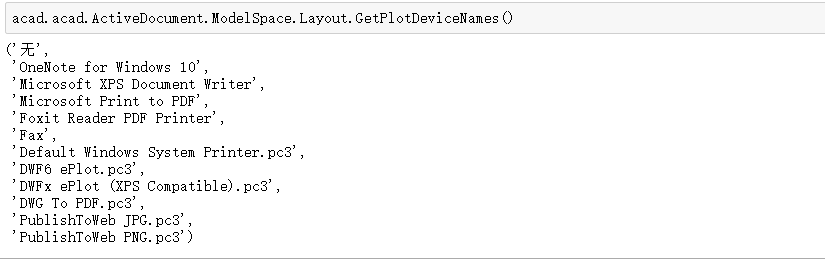 acad.acad.ActiveDocument.ModelSpace.Layout.GetPlotDeviceNames()
('无',
'OneNote for Windows 10',
'Microsoft XPS Document Writer',
'Microsoft Print to PDF',
'Foxit Reader PDF Printer',
'Fax',
'Default Windows System Printer.pc3',
'DWF6 ePlot.pc3',
'DWFx ePlot (XPS Compatible).pc3',
'DWG To PDF.pc3',
'PublishToWeb JPG.pc3',
'PublishToWeb PNG.pc3')